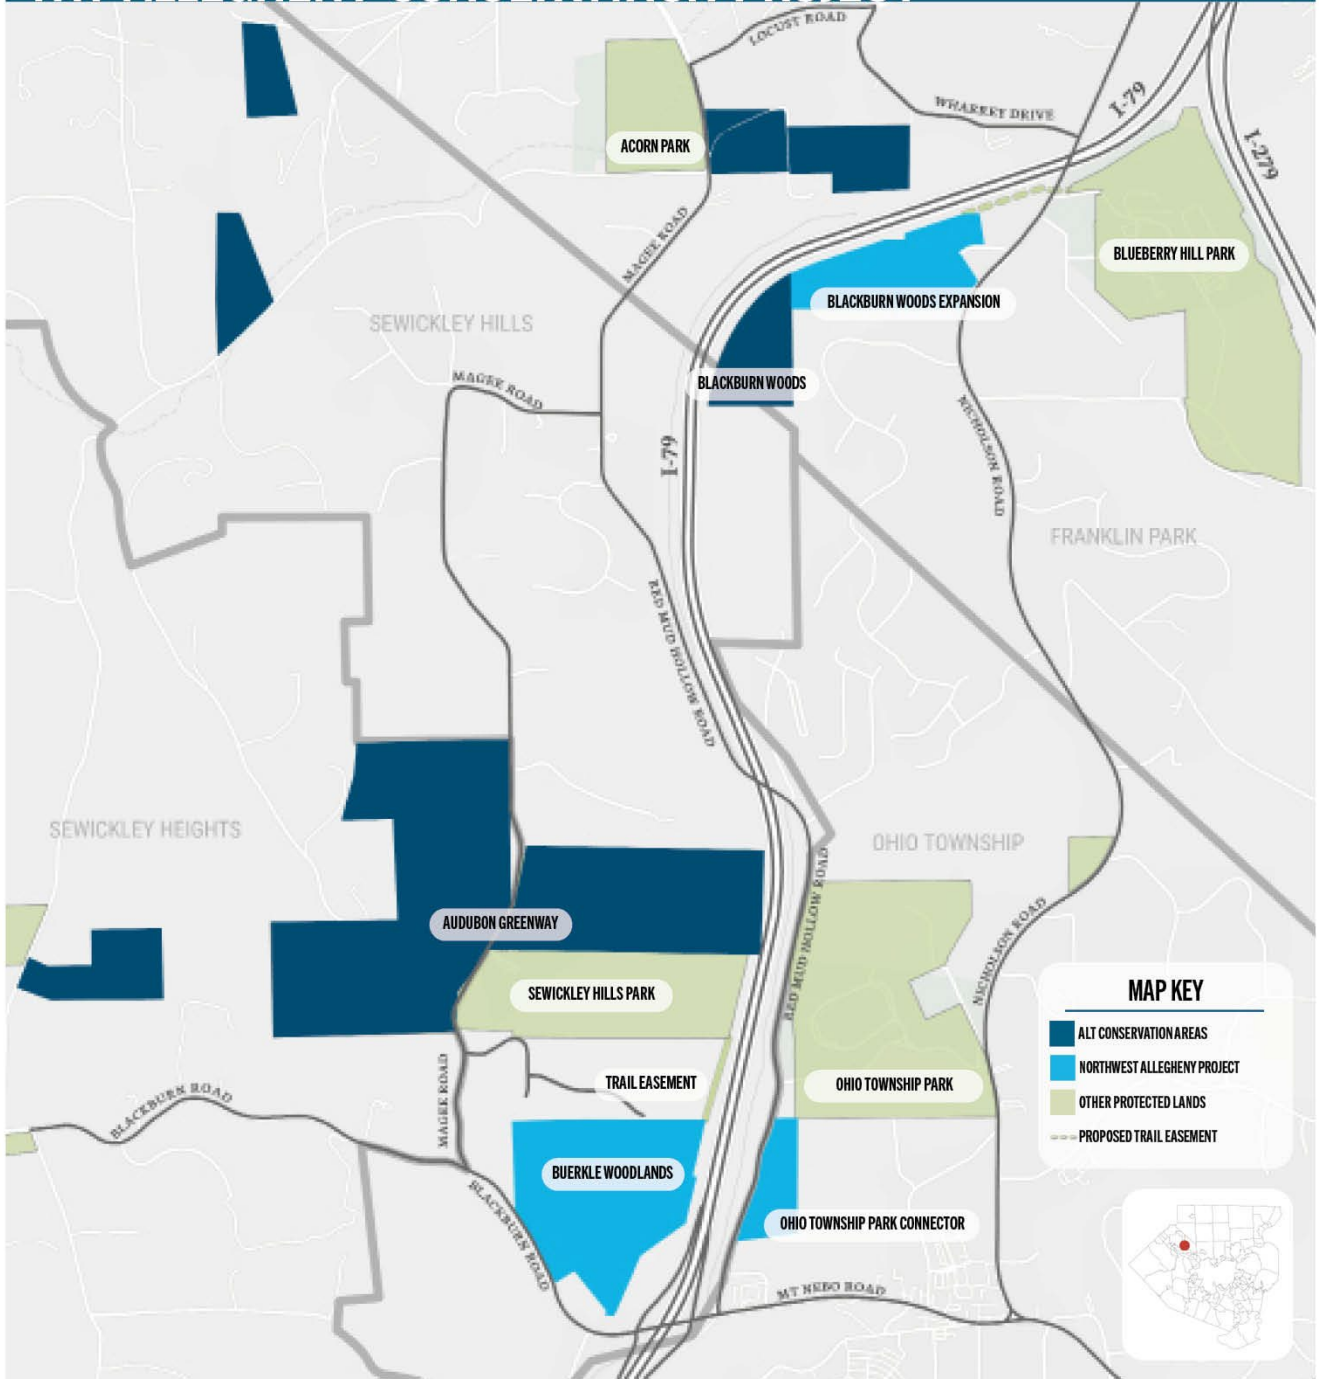 LOCUST ROAD
WHARREY DRIVE
I-79
I-279
ACORN PARK
MAGEE ROAD
BLUEBERRY HILL PARK
BLACKBURN WOODS EXPANSION
SEWICKLEY HILLS
MAGEE ROAD
BLACKBURN WOODS
I-79
NICHOLSON ROAD
FRANKLIN PARK
RED MUD HOLLOW ROAD
SEWICKLEY HEIGHTS
OHIO TOWNSHIP
AUDUBON GREENWAY
RED MUD HOLLOW ROAD
NICHOLSON ROAD
SEWICKLEY HILLS PARK
MAP KEY
ALT CONSERVATION AREAS
NORTHWEST ALLEGHENY PROJECT
OTHER PROTECTED LANDS
PROPOSED TRAIL EASEMENT
TRAIL EASEMENT
OHIO TOWNSHIP PARK
BLACKBURN ROAD
MAGEE ROAD
BUERKLE WOODLANDS
BLACKBURN ROAD
OHIO TOWNSHIP PARK CONNECTOR
MT NEBO ROAD